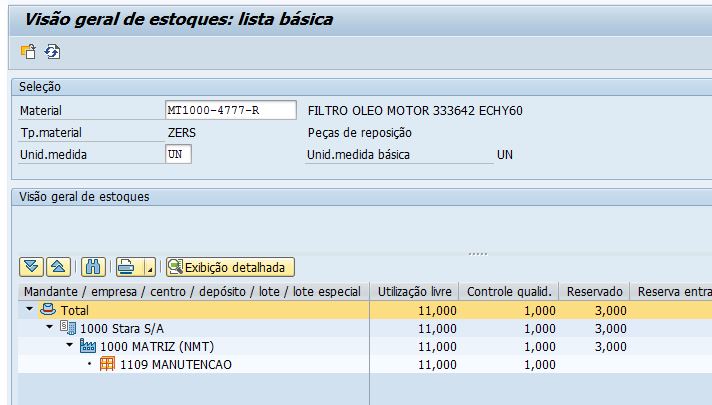 Visão geral de estoques: lista básica
Seleção
Material MT1000-4777-R FILTRO OLEO MOTOR 333642 ECHY60
Tp.material ZERS Peças de reposição
Unid.medida UN Unid.medida básica UN
Visão geral de estoques
Exibição detalhada
Mandante / empresa / centro / depósito / lote / lote especial Utilização livre Controle qualid. Reservado Reserva entra
Total 11,000 1,000 3,000
1000 Stara S/A 11,000 1,000 3,000
1000 MATRIZ (NMT) 11,000 1,000 3,000
1109 MANUTENCAO 11,000 1,000